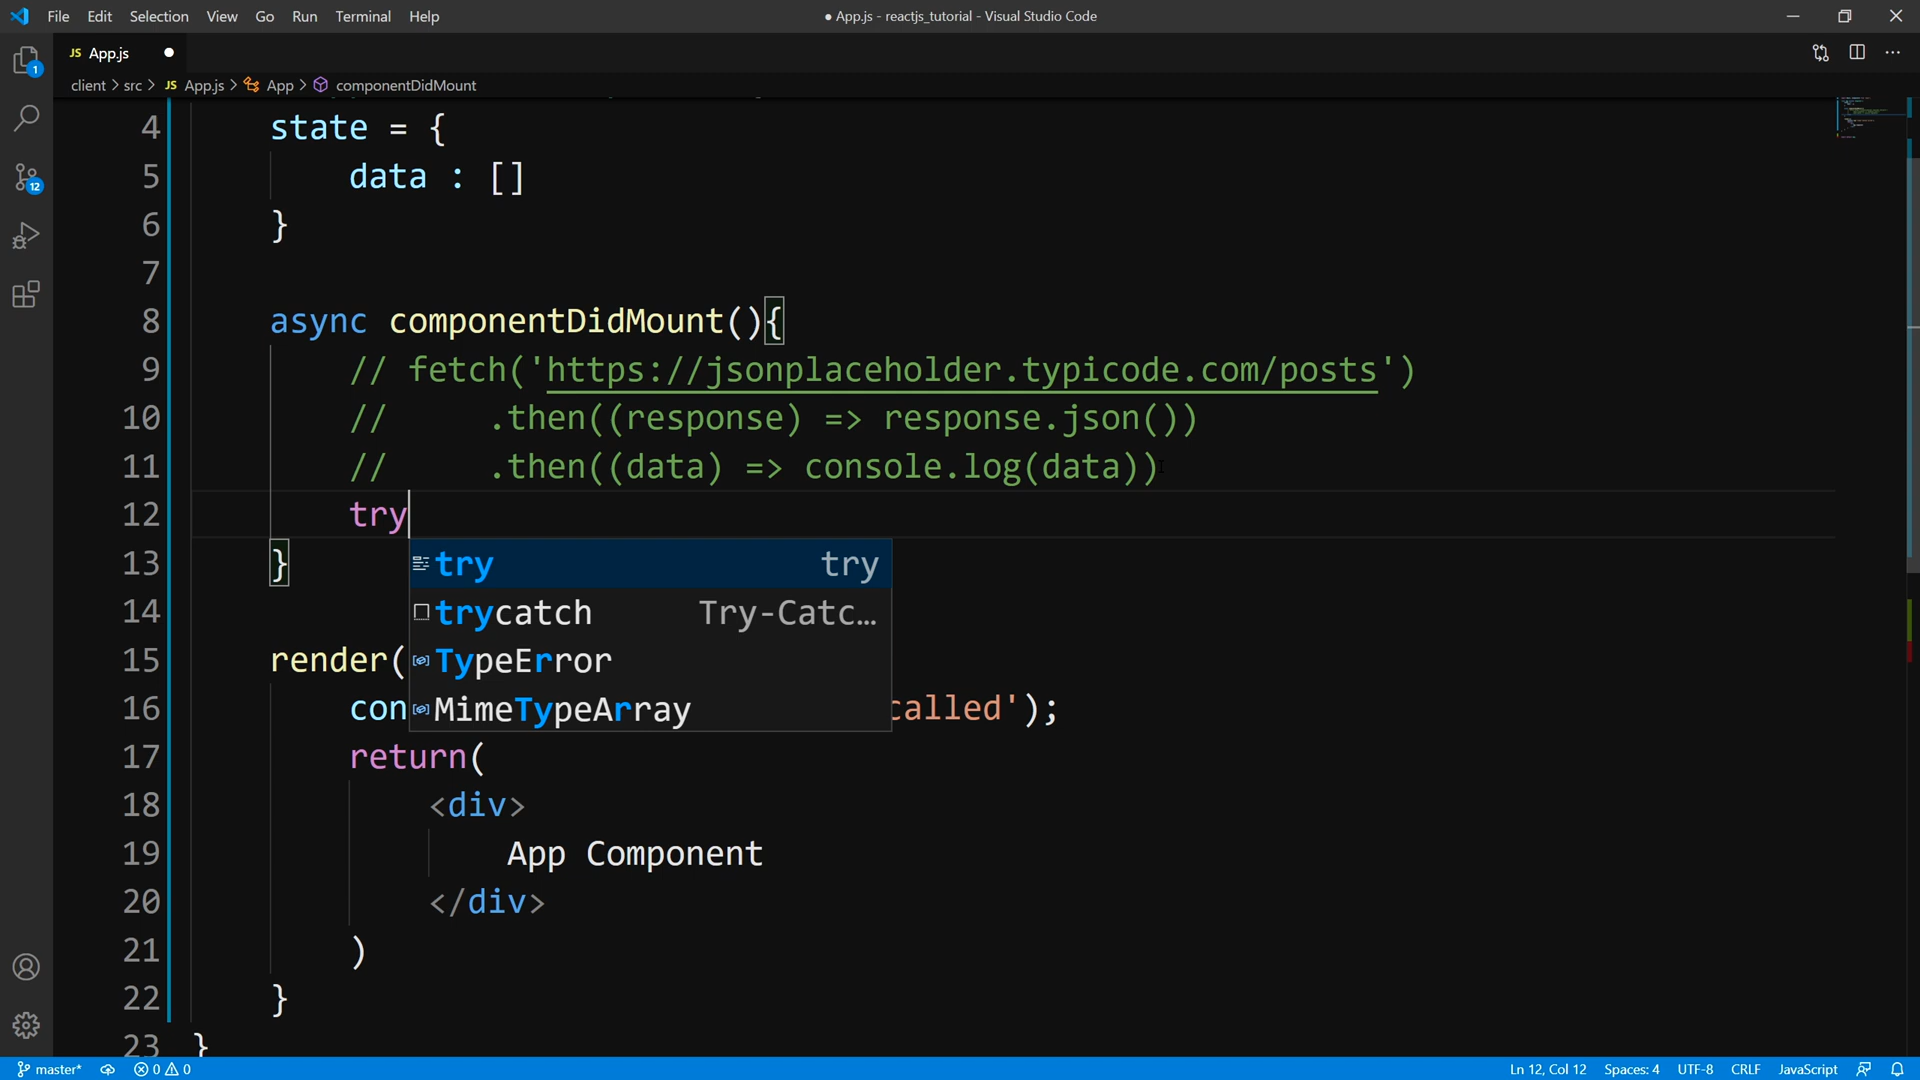 File Edit Selection View Go Run Terminal Help ● App.js - reactjs_tutorial - Visual Studio Code
JS App.js ●
client > src > JS App.js > App > componentDidMount
4 state = {
5 data : []
6 }
7
8 async componentDidMount(){
9 // fetch('https://jsonplaceholder.typicode.com/posts')
10 // .then((response) => response.json())
11 // .then((data) => console.log(data))
12 try
try try
13 }
trycatch Try-Catc…
14
TypeError
15 render(
MimeTypeArray
16 con called');
17 return(
18 <div>
19 App Component
20 </div>
21 )
22 }
23 }
1
12
master* 0 0 Ln 12, Col 12 Spaces: 4 UTF-8 CRLF JavaScript